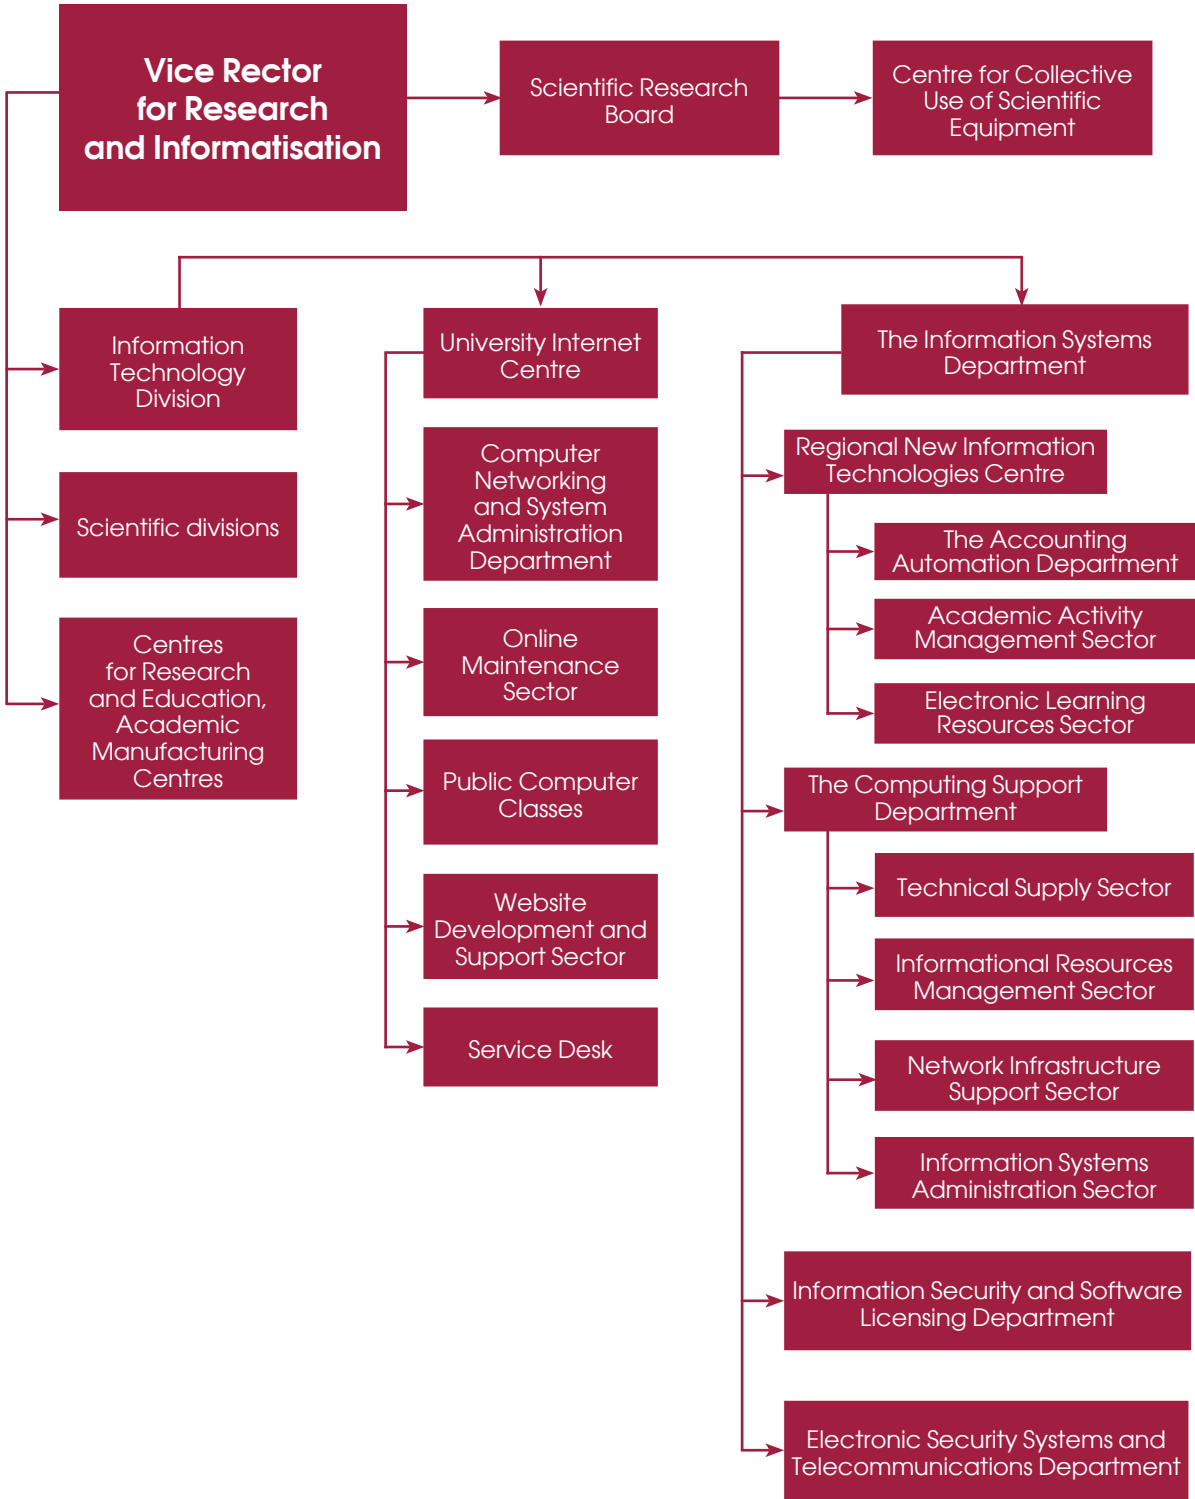 Vice Rector
for Research
and Informatisation
Scientific Research
Board
Centre for Collective
Use of Scientific
Equipment
Information
Technology
Division
Scientific divisions
Centres
for Research
and Education,
Academic
Manufacturing
Centres
University Internet
Centre
Computer
Networking
and System
Administration
Department
Online
Maintenance
Sector
Public Computer
Classes
Website
Development and
Support Sector
Service Desk
The Information Systems
Department
Regional New Information
Technologies Centre
The Accounting
Automation Department
Academic Activity
Management Sector
Electronic Learning
Resources Sector
The Computing Support
Department
Technical Supply Sector
Informational Resources
Management Sector
Network Infrastructure
Support Sector
Information Systems
Administration Sector
Information Security and Software
Licensing Department
Electronic Security Systems and
Telecommunications Department